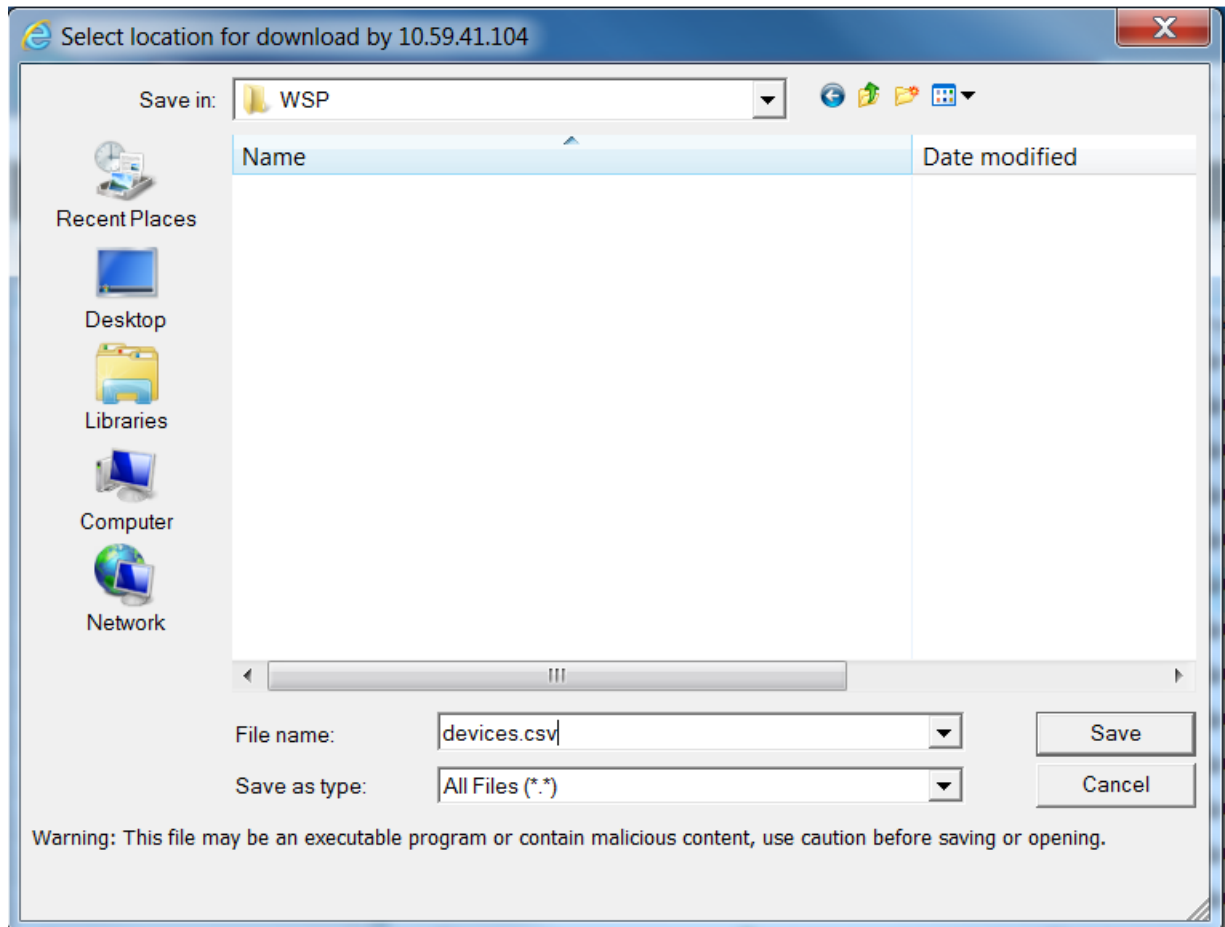 Select location for download by 10.59.41.104
Save in: WSP
Name Date modified
Recent Places
Desktop
Libraries
Computer
Network
File name: devices.csv Save
Save as type: All Files (*.*) Cancel
Warning: This file may be an executable program or contain malicious content, use caution before saving or opening.